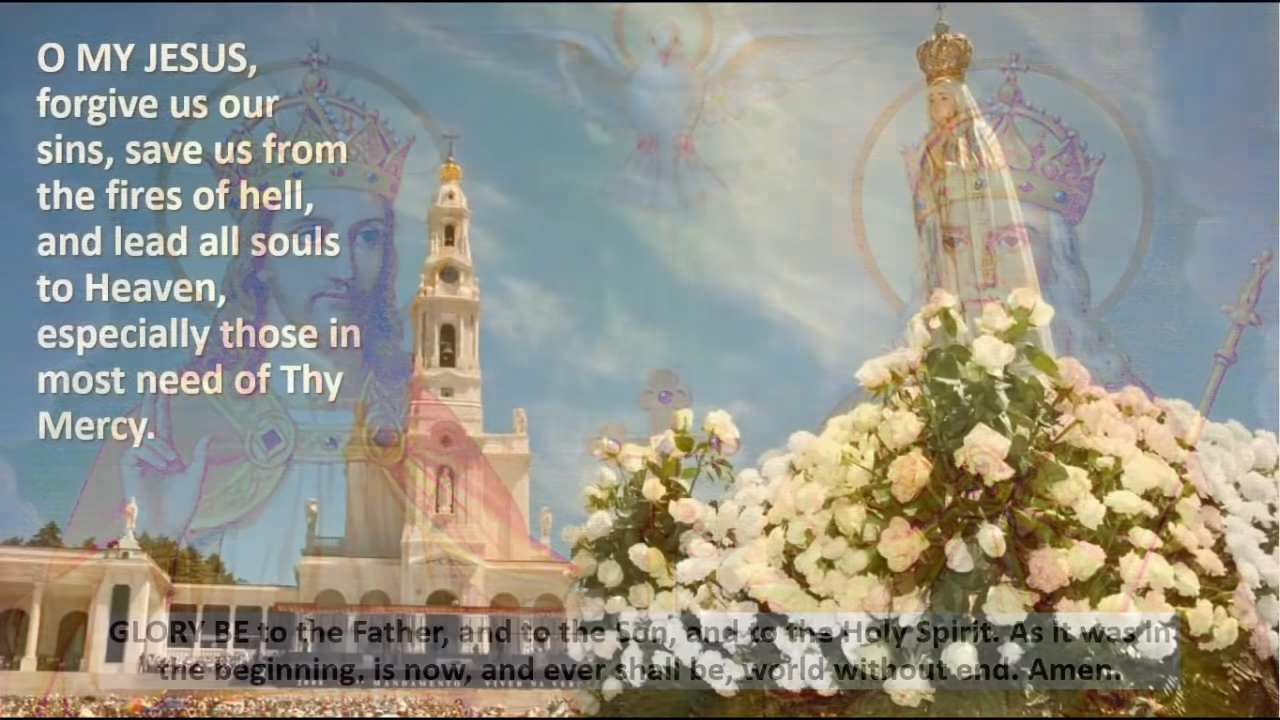 O MY JESUS,
forgive us our
sins, save us from
the fires of hell,
and lead all souls
to Heaven,
especially those in
most need of Thy
Mercy.
GLORY BE to the Father, and to the Son, and to the Holy Spirit. As it was in
the beginning, is now, and ever shall be, world without end. Amen.